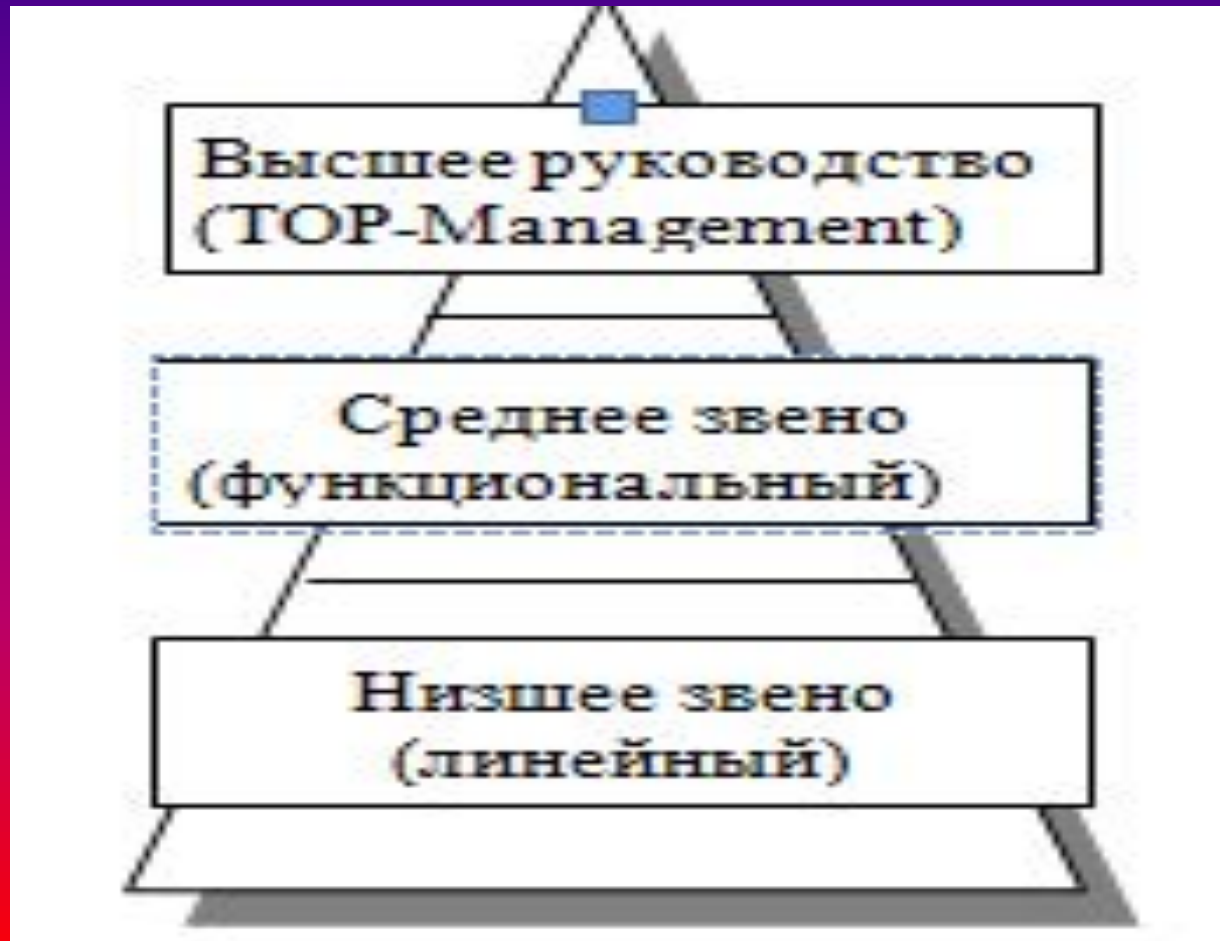 Высшее руководство
(TOP-Management)
Среднее звено
(функциональный)
Низшее звено
(линейный)